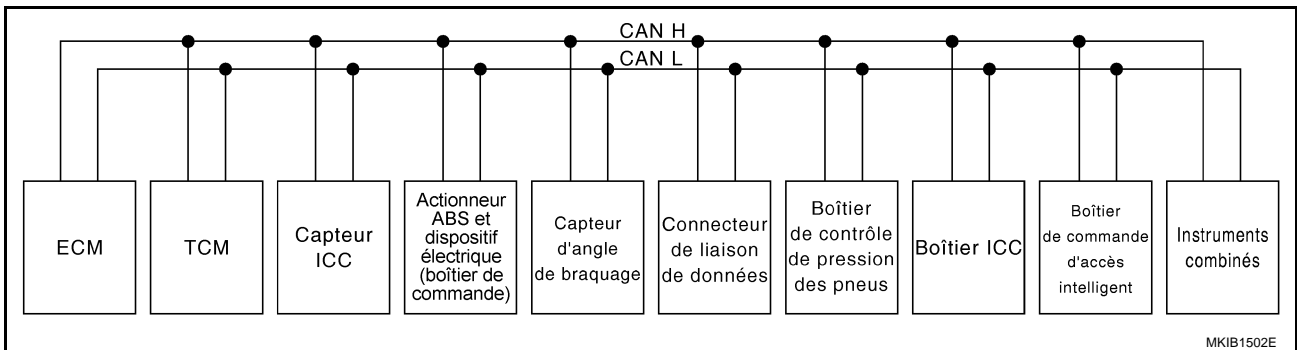 CAN H
CAN L
ECM
TCM
Capteur
ICC
Actionneur
ABS et
dispositif
électrique
(boîtier de
commande)
Capteur
d'angle
de braquage
Connecteur
de liaison
de données
Boîtier
de contrôle
de pression
des pneus
Boîtier ICC
Boîtier
de commande
d'accès
intelligent
Instruments
combinés
MKIB1502E